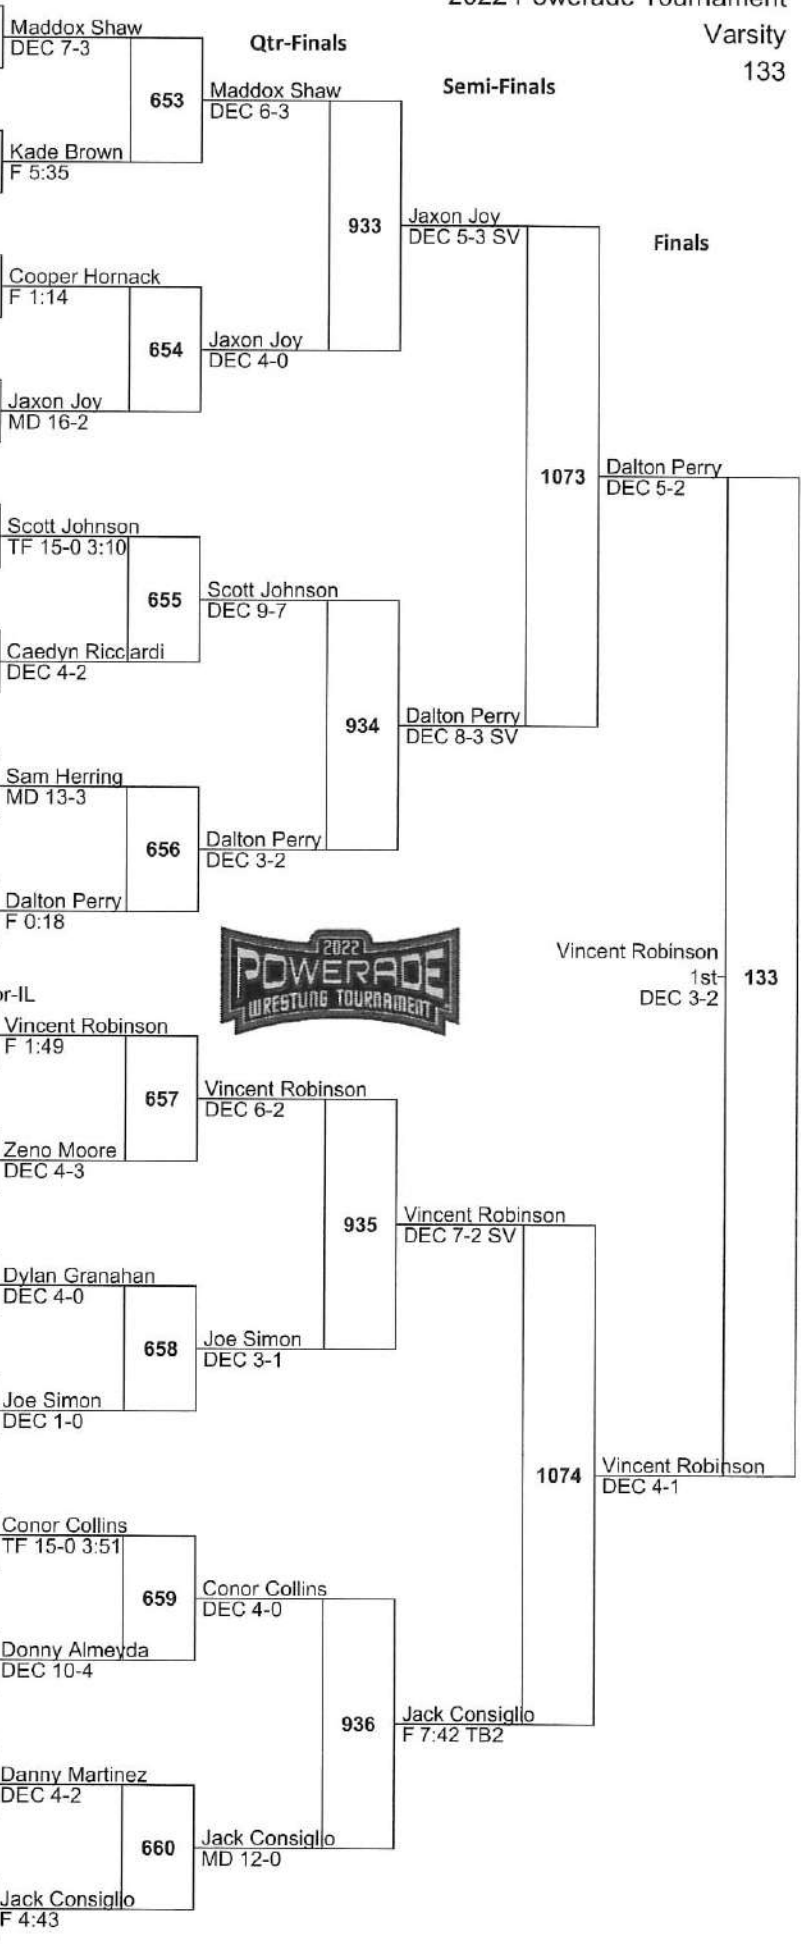 2022 Powerade Tournament
Varsity
133
Qtr-Finals
Semi-Finals
Finals
Maddox Shaw
DEC 7-3
653
Maddox Shaw
DEC 6-3
Kade Brown
F 5:35
933
Jaxon Joy
DEC 5-3 SV
Cooper Hornack
F 1:14
654
Jaxon Joy
DEC 4-0
Jaxon Joy
MD 16-2
1073
Dalton Perry
DEC 5-2
Scott Johnson
TF 15-0 3:10
655
Scott Johnson
DEC 9-7
Caedyn Ricciardi
DEC 4-2
934
Dalton Perry
DEC 8-3 SV
Sam Herring
MD 13-3
656
Dalton Perry
DEC 3-2
Dalton Perry
F 0:18
2022
POWERADE
WRESTLING TOURNAMENT
Vincent Robinson
1st
DEC 3-2
133
or-IL
Vincent Robinson
F 1:49
657
Vincent Robinson
DEC 6-2
Zeno Moore
DEC 4-3
935
Vincent Robinson
DEC 7-2 SV
Dylan Granahan
DEC 4-0
658
Joe Simon
DEC 3-1
Joe Simon
DEC 1-0
1074
Vincent Robinson
DEC 4-1
Conor Collins
TF 15-0 3:51
659
Conor Collins
DEC 4-0
Donny Almeyda
DEC 10-4
936
Jack Consiglio
F 7:42 TB2
Danny Martinez
DEC 4-2
660
Jack Consiglio
MD 12-0
Jack Consiglio
F 4:43